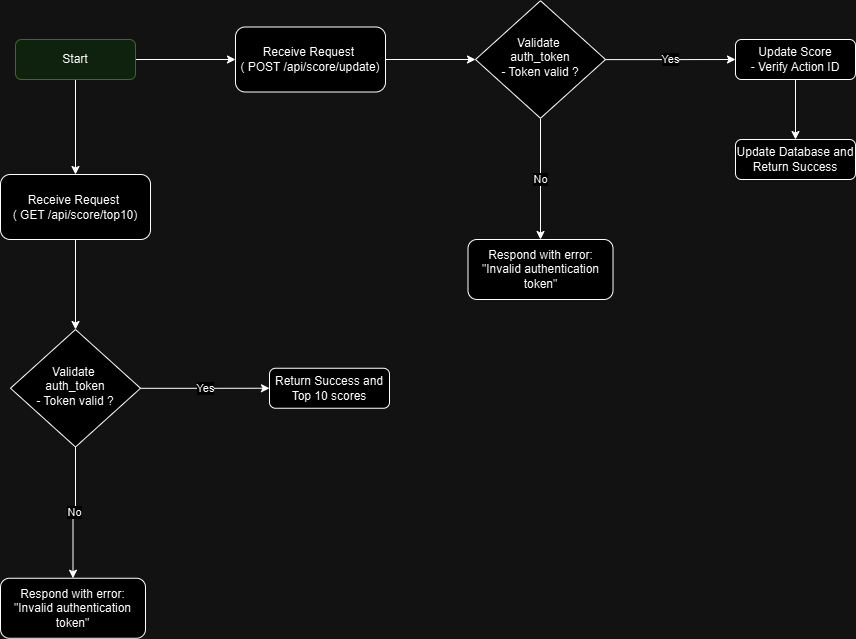 Start
Receive Request
( POST /api/score/update)
Validate
auth_token
- Token valid ?
Yes
Update Score
- Verify Action ID
Update Database and
Return Success
No
Respond with error:
"Invalid authentication
token"
Receive Request
( GET /api/score/top10)
Validate
auth_token
- Token valid ?
Yes
Return Success and
Top 10 scores
No
Respond with error:
"Invalid authentication
token"